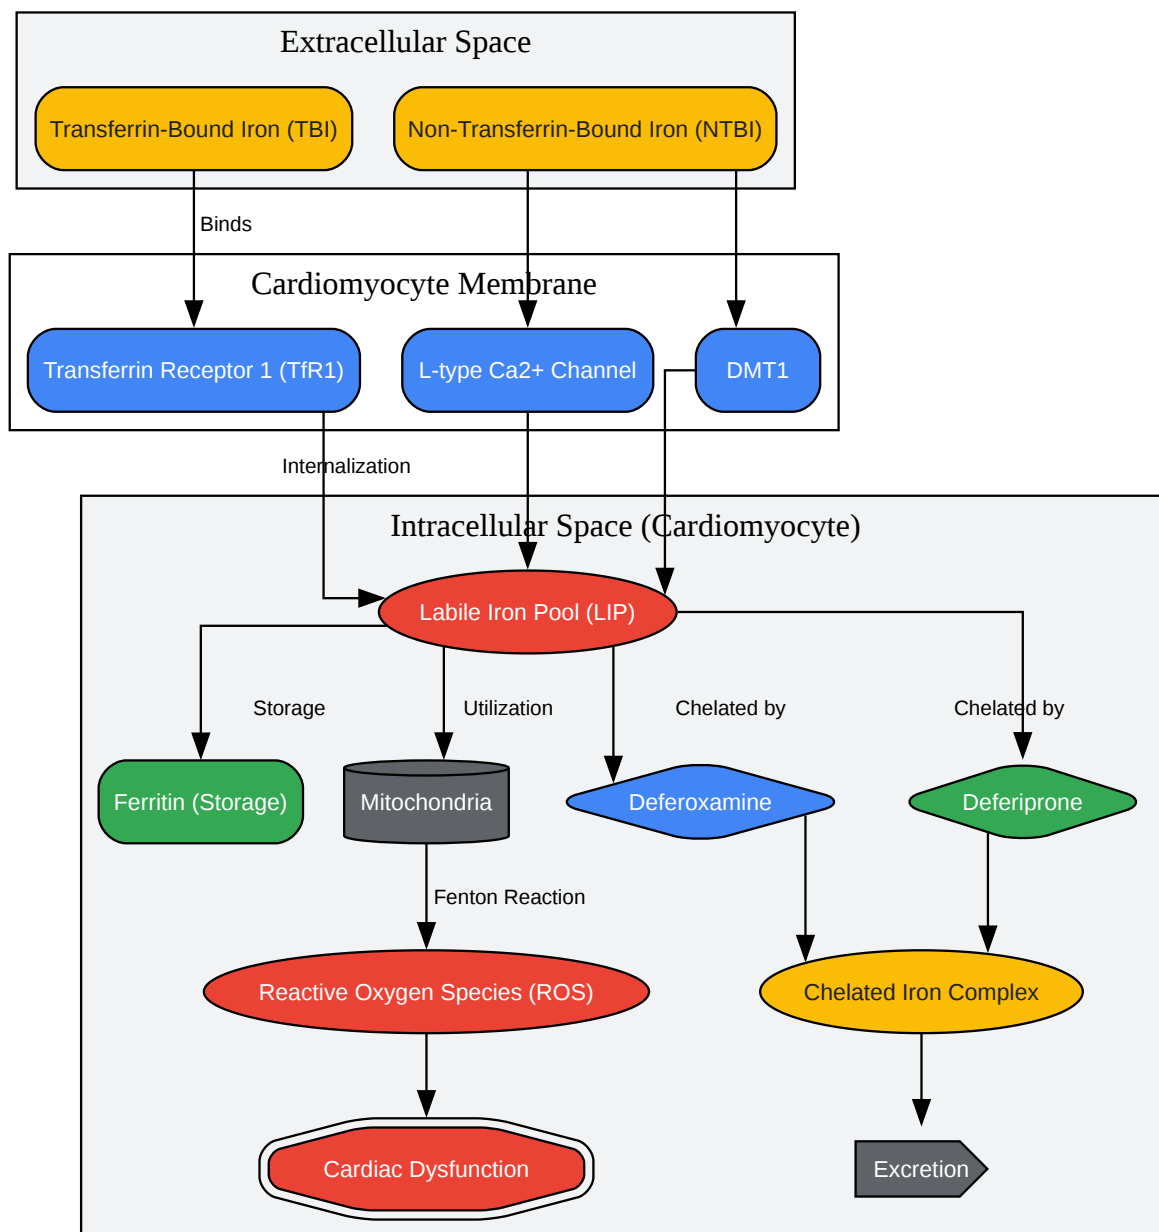 Extracellular Space
Transferrin-Bound Iron (TBI)
Non-Transferrin-Bound Iron (NTBI)
Binds
Cardiomyocyte Membrane
Transferrin Receptor 1 (TfR1)
L-type Ca2+ Channel
DMT1
Internalization
Intracellular Space (Cardiomyocyte)
Labile Iron Pool (LIP)
Storage
Utilization
Chelated by
Chelated by
Ferritin (Storage)
Mitochondria
Deferoxamine
Deferiprone
Fenton Reaction
Reactive Oxygen Species (ROS)
Chelated Iron Complex
Cardiac Dysfunction
Excretion